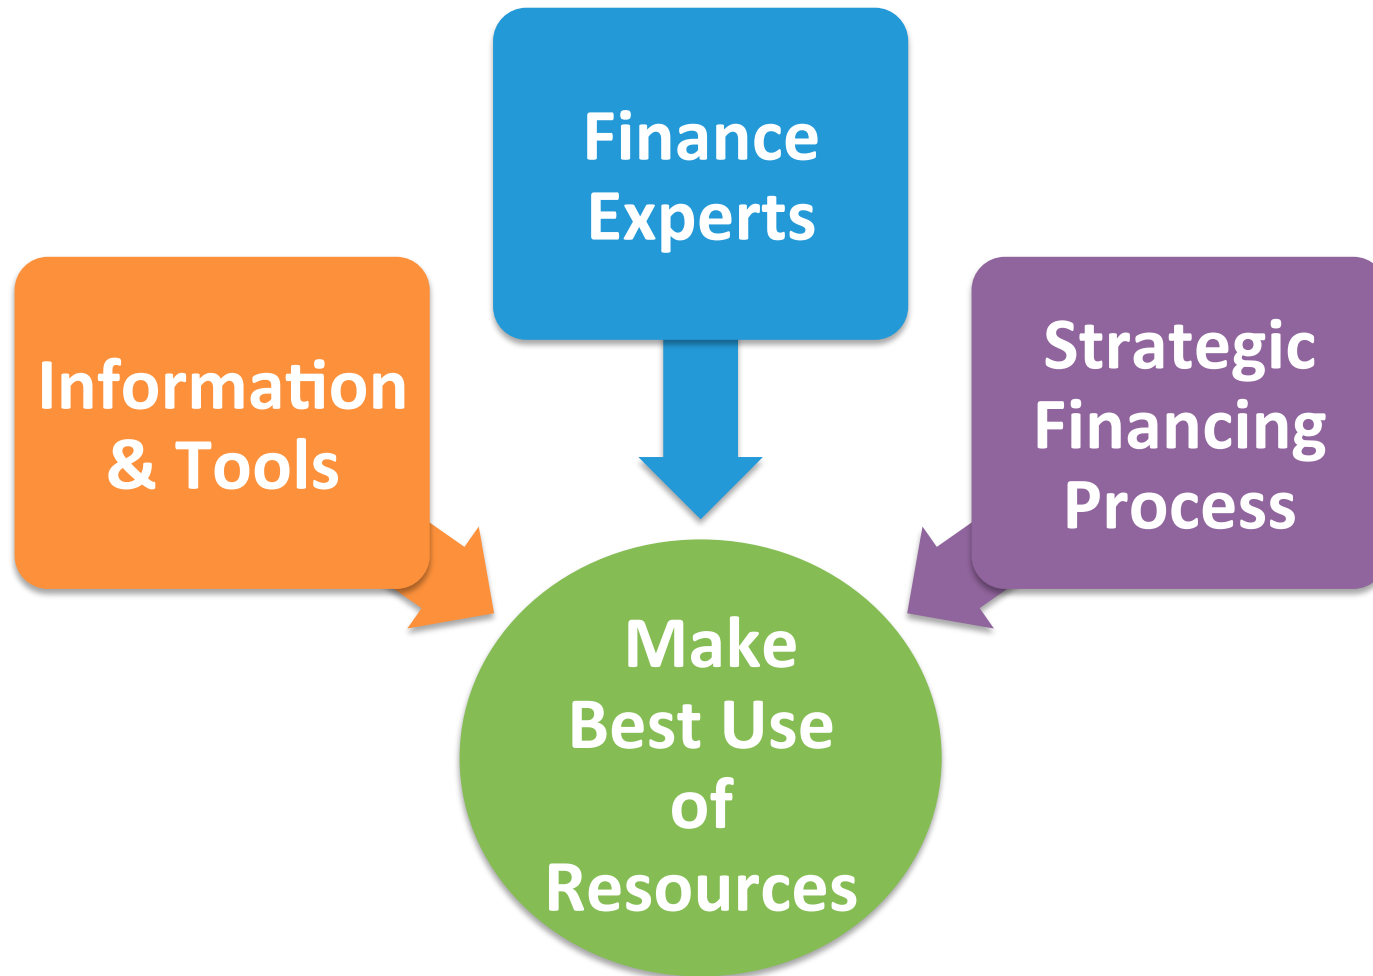 Finance
Experts
Information
& Tools
Strategic
Financing
Process
Make
Best Use
of
Resources